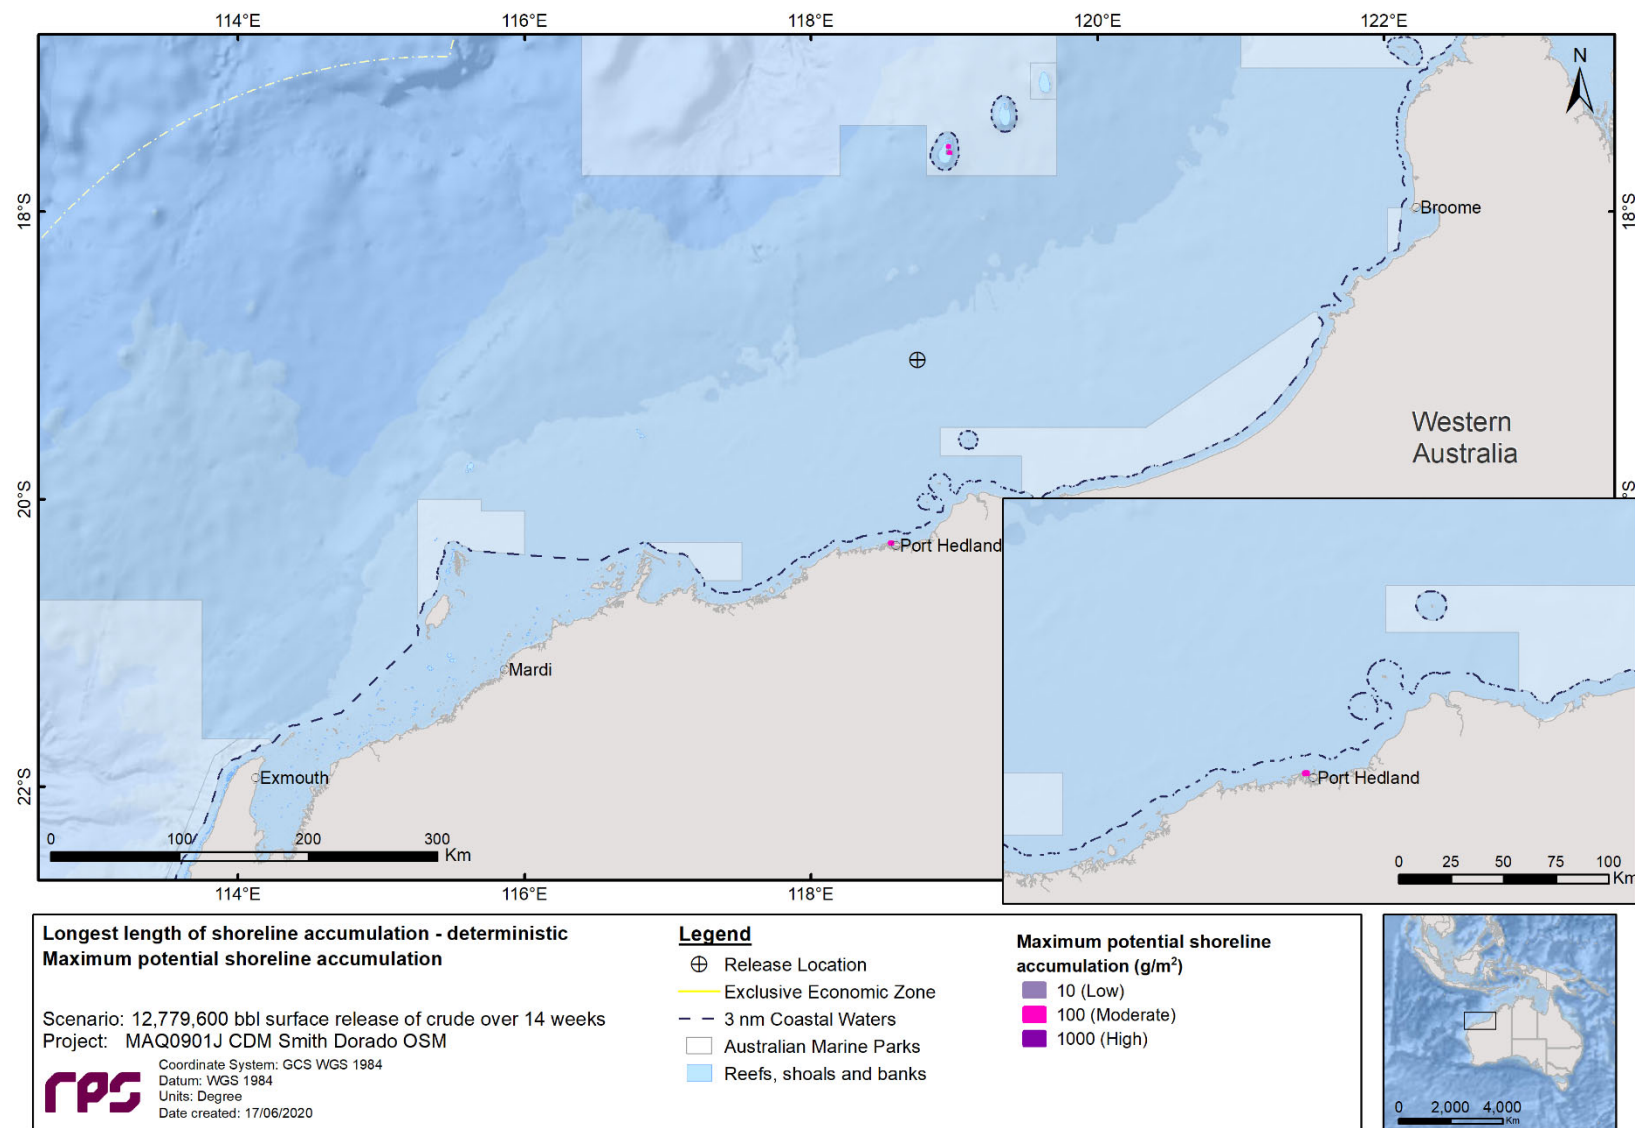 114°E
116°E
118°E
120°E
122°E
N
18°S
18°S
Broome
Western
Australia
20°S
°S
Port Hedland
Mardi
Port Hedland
22°S
Exmouth
0 100 200 300
Km
0 25 50 75 100
Km
114°E
116°E
118°E
Longest length of shoreline accumulation - deterministic
Maximum potential shoreline accumulation
Scenario: 12,779,600 bbl surface release of crude over 14 weeks
Project: MAQ0901J CDM Smith Dorado OSM
rps
Coordinate System: GCS WGS 1984
Datum: WGS 1984
Units: Degree
Date created: 17/06/2020
Legend
Release Location
Exclusive Economic Zone
3 nm Coastal Waters
Australian Marine Parks
Reefs, shoals and banks
Maximum potential shoreline
accumulation (g/m²)
10 (Low)
100 (Moderate)
1000 (High)
0 2,000 4,000
Km